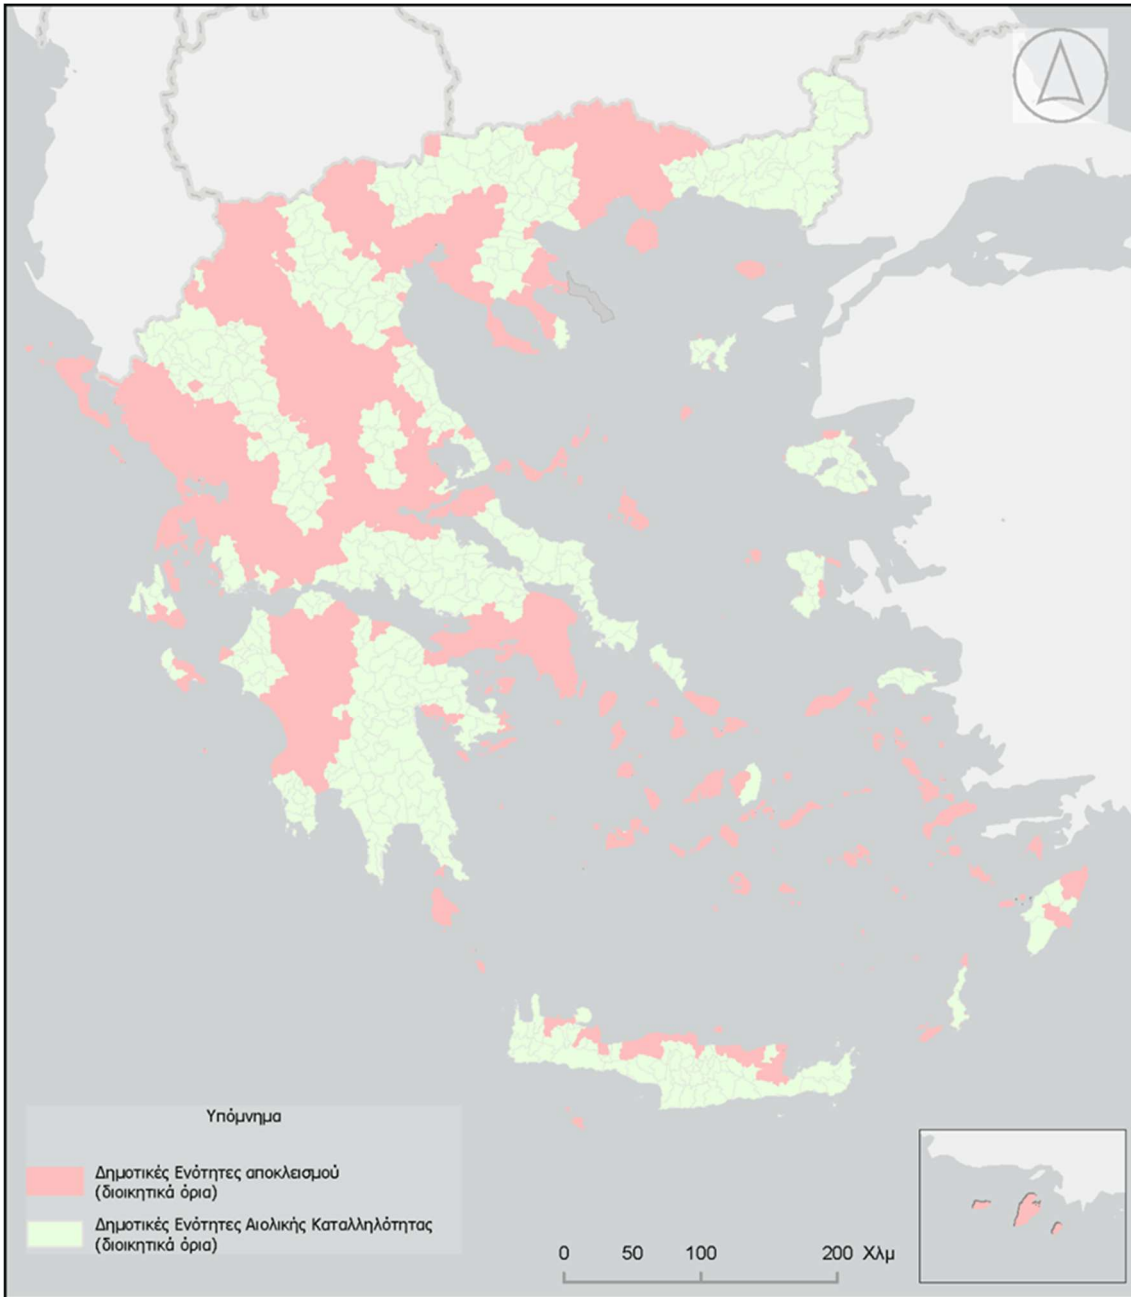 Υπόμνημα
Δημοτικές Ενότητες αποκλεισμού
(διοικητικά όρια)
Δημοτικές Ενότητες Αιολικής Καταλληλότητας
(διοικητικά όρια)
0 50 100 200 Χλμ